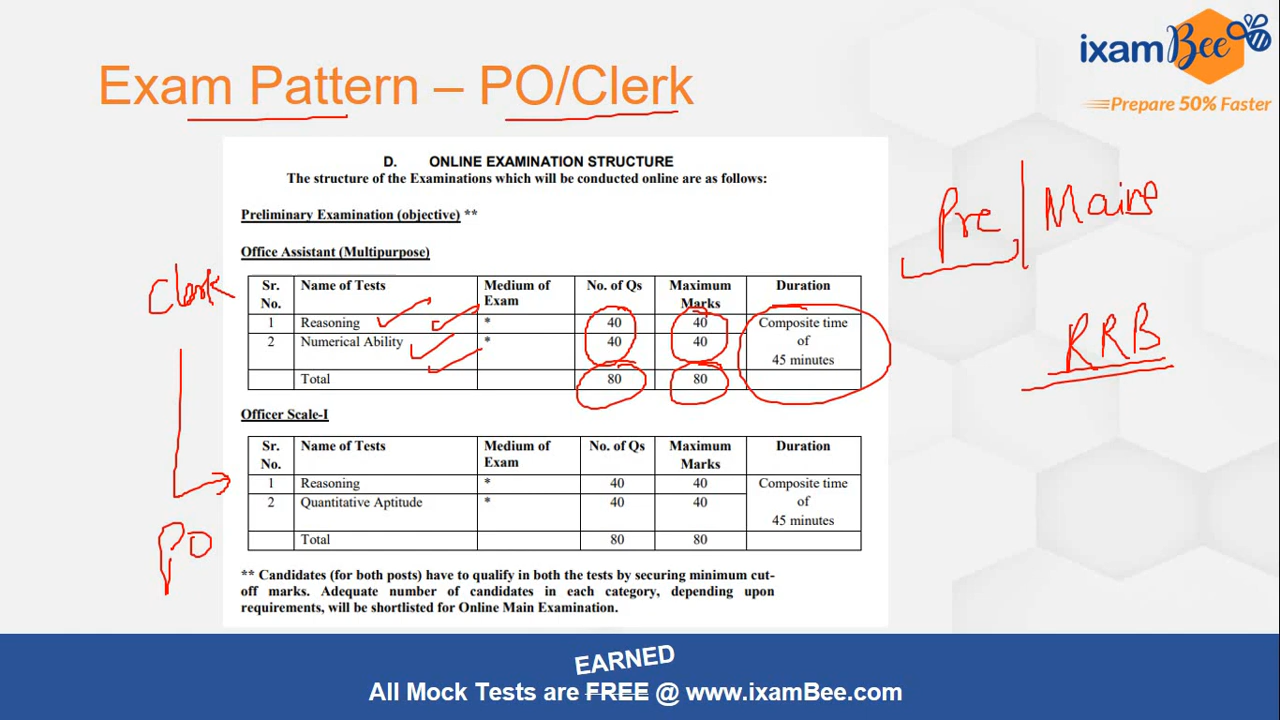 ixamBee
Prepare 50% Faster
Exam Pattern – PO/Clerk
D. ONLINE EXAMINATION STRUCTURE
The structure of the Examinations which will be conducted online are as follows:
Preliminary Examination (objective) **
Office Assistant (Multipurpose)
Sr. No. Name of Tests Medium of Exam No. of Qs Maximum Marks Duration
1 Reasoning * 40 40 Composite time of 45 minutes
2 Numerical Ability * 40 40
Total 80 80
Officer Scale-I
Sr. No. Name of Tests Medium of Exam No. of Qs Maximum Marks Duration
1 Reasoning * 40 40 Composite time of 45 minutes
2 Quantitative Aptitude * 40 40
Total 80 80
** Candidates (for both posts) have to qualify in both the tests by securing minimum cut-
off marks. Adequate number of candidates in each category, depending upon
requirements, will be shortlisted for Online Main Examination.
Clerk
PO
Pre | Mains
RRB
EARNED
All Mock Tests are FREE @ www.ixamBee.com